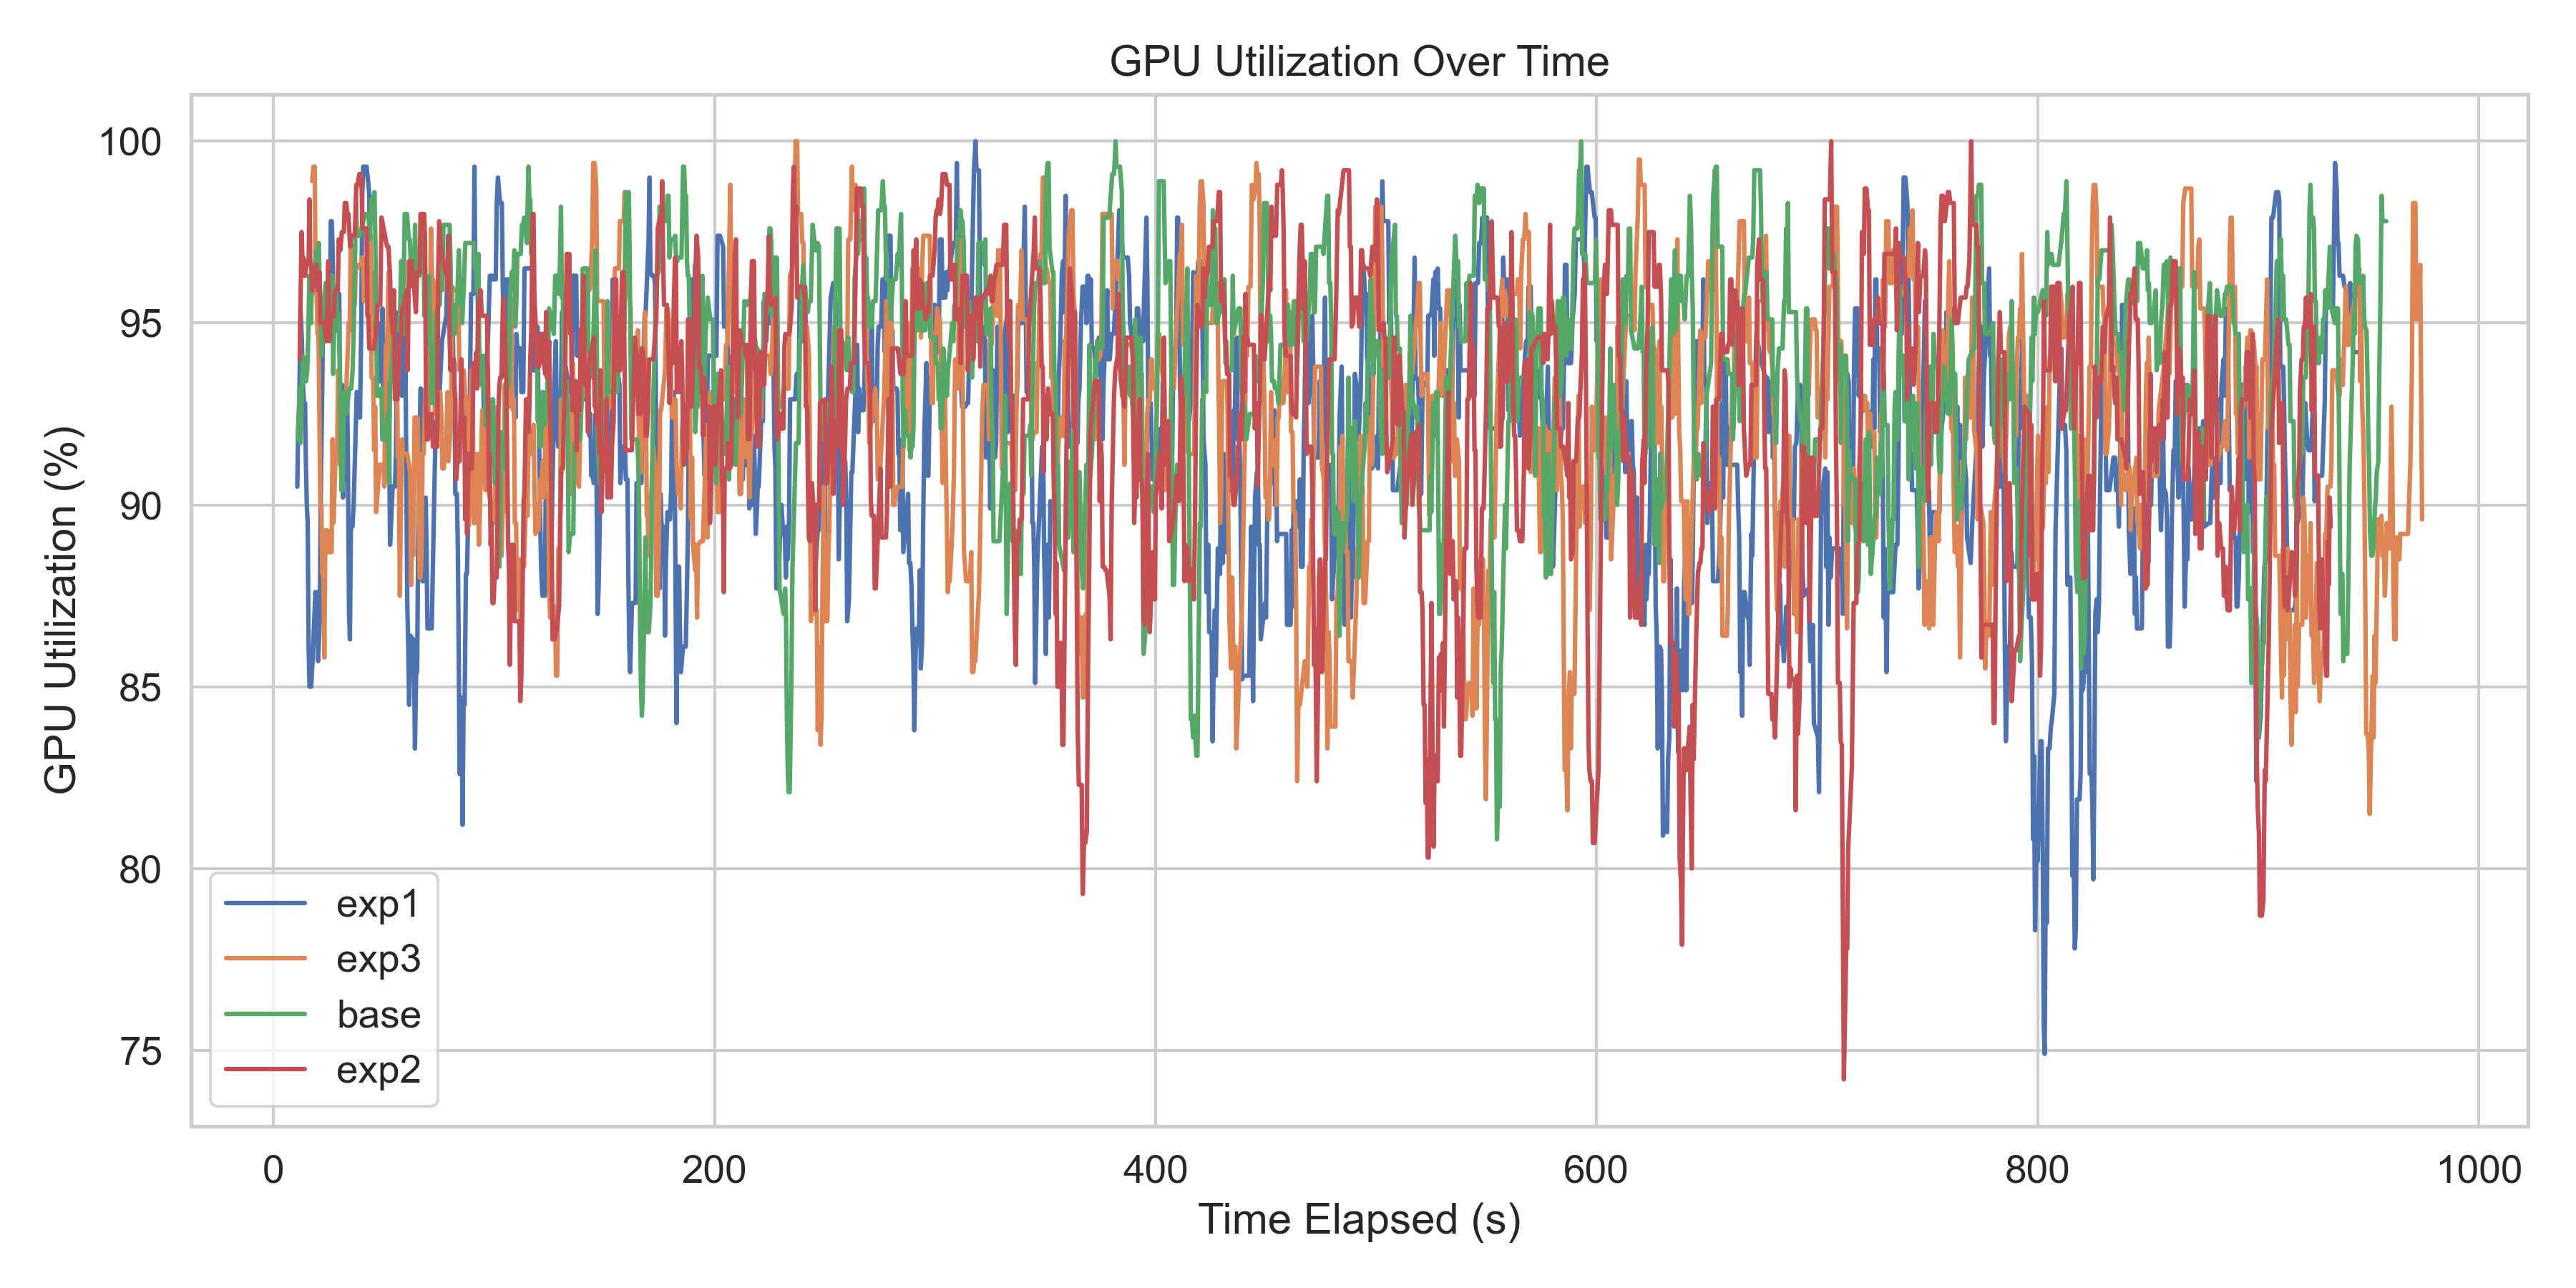 GPU Utilization Over Time
GPU Utilization (%)
100
95
90
85
80
75
exp1
exp3
base
exp2
0 200 400 600 800 1000
Time Elapsed (s)